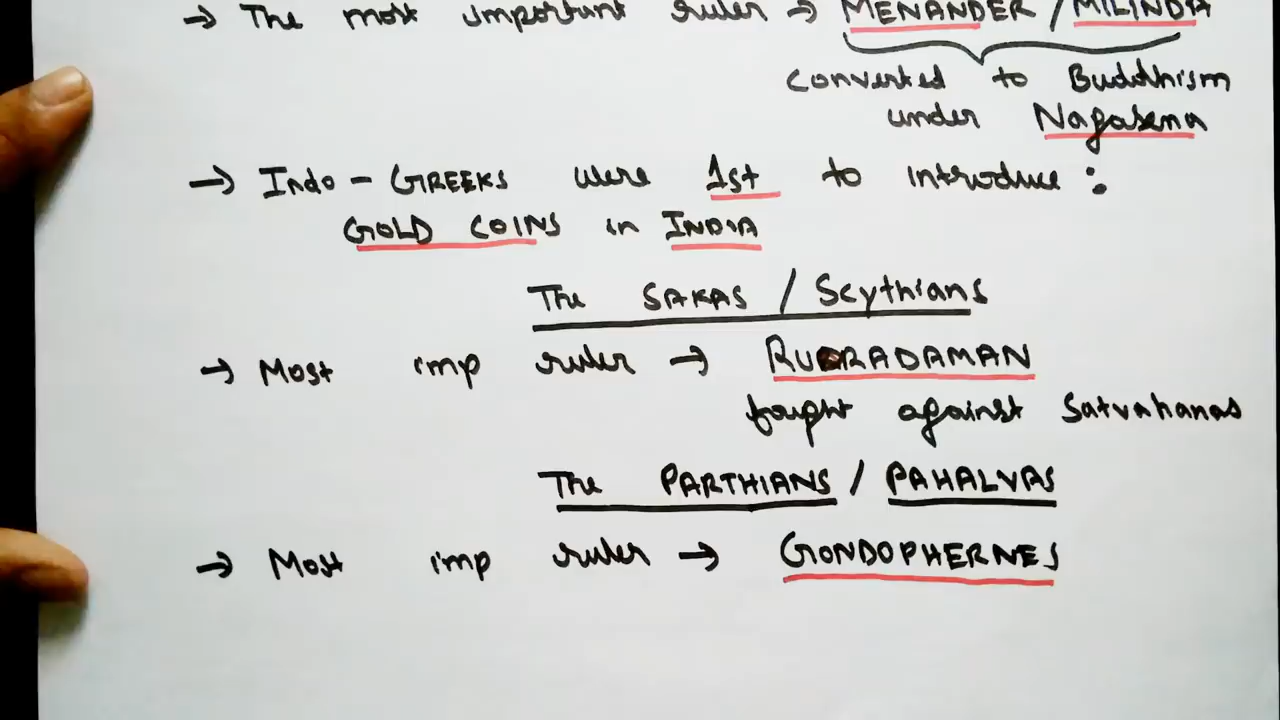 → The most important ruler → MENANDER / MILINDA
converted to Buddhism
under Nagasena
→ Indo - GREEKS were 1st to introduce :
GOLD COINS in INDIA
The SAKAS / Scythians
→ Most imp ruler → RUDRADAMAN
fought against Satvahanas
The PARTHIANS / PAHALVAS
→ Most imp ruler → GONDOPHERNES